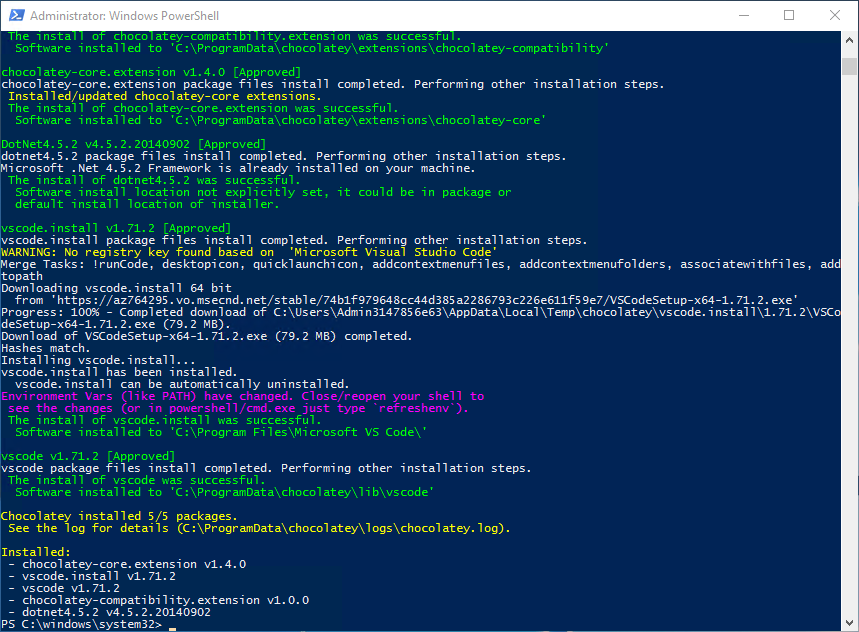 Administrator: Windows PowerShell
The install of chocolatey-compatibility.extension was successful.
Software installed to 'C:\ProgramData\chocolatey\extensions\chocolatey-compatibility'
chocolatey-core.extension v1.4.0 [Approved]
chocolatey-core.extension package files install completed. Performing other installation steps.
Installed/updated chocolatey-core extensions.
The install of chocolatey-core.extension was successful.
Software installed to 'C:\ProgramData\chocolatey\extensions\chocolatey-core'
DotNet4.5.2 v4.5.2.20140902 [Approved]
dotnet4.5.2 package files install completed. Performing other installation steps.
Microsoft .Net 4.5.2 Framework is already installed on your machine.
The install of dotnet4.5.2 was successful.
Software install location not explicitly set, it could be in package or
default install location of installer.
vscode.install v1.71.2 [Approved]
vscode.install package files install completed. Performing other installation steps.
WARNING: No registry key found based on  'Microsoft Visual Studio Code'
Merge Tasks: !runCode, desktopicon, quicklaunchicon, addcontextmenufiles, addcontextmenufolders, associatewithfiles, add
topath
Downloading vscode.install 64 bit
from 'https://az764295.vo.msecnd.net/stable/74b1f979648cc44d385a2286793c226e611f59e7/VSCodeSetup-x64-1.71.2.exe'
Progress: 100% - Completed download of C:\Users\Admin3147856e63\AppData\Local\Temp\chocolatey\vscode.install\1.71.2\VSCo
deSetup-x64-1.71.2.exe (79.2 MB).
Download of VSCodeSetup-x64-1.71.2.exe (79.2 MB) completed.
Hashes match.
Installing vscode.install...
vscode.install has been installed.
vscode.install can be automatically uninstalled.
Environment Vars (like PATH) have changed. Close/reopen your shell to
see the changes (or in powershell/cmd.exe just type `refreshenv`).
The install of vscode.install was successful.
Software installed to 'C:\Program Files\Microsoft VS Code\'
vscode v1.71.2 [Approved]
vscode package files install completed. Performing other installation steps.
The install of vscode was successful.
Software installed to 'C:\ProgramData\chocolatey\lib\vscode'
Chocolatey installed 5/5 packages.
See the log for details (C:\ProgramData\chocolatey\logs\chocolatey.log).
Installed:
- chocolatey-core.extension v1.4.0
- vscode.install v1.71.2
- vscode v1.71.2
- chocolatey-compatibility.extension v1.0.0
- dotnet4.5.2 v4.5.2.20140902
PS C:\windows\system32>